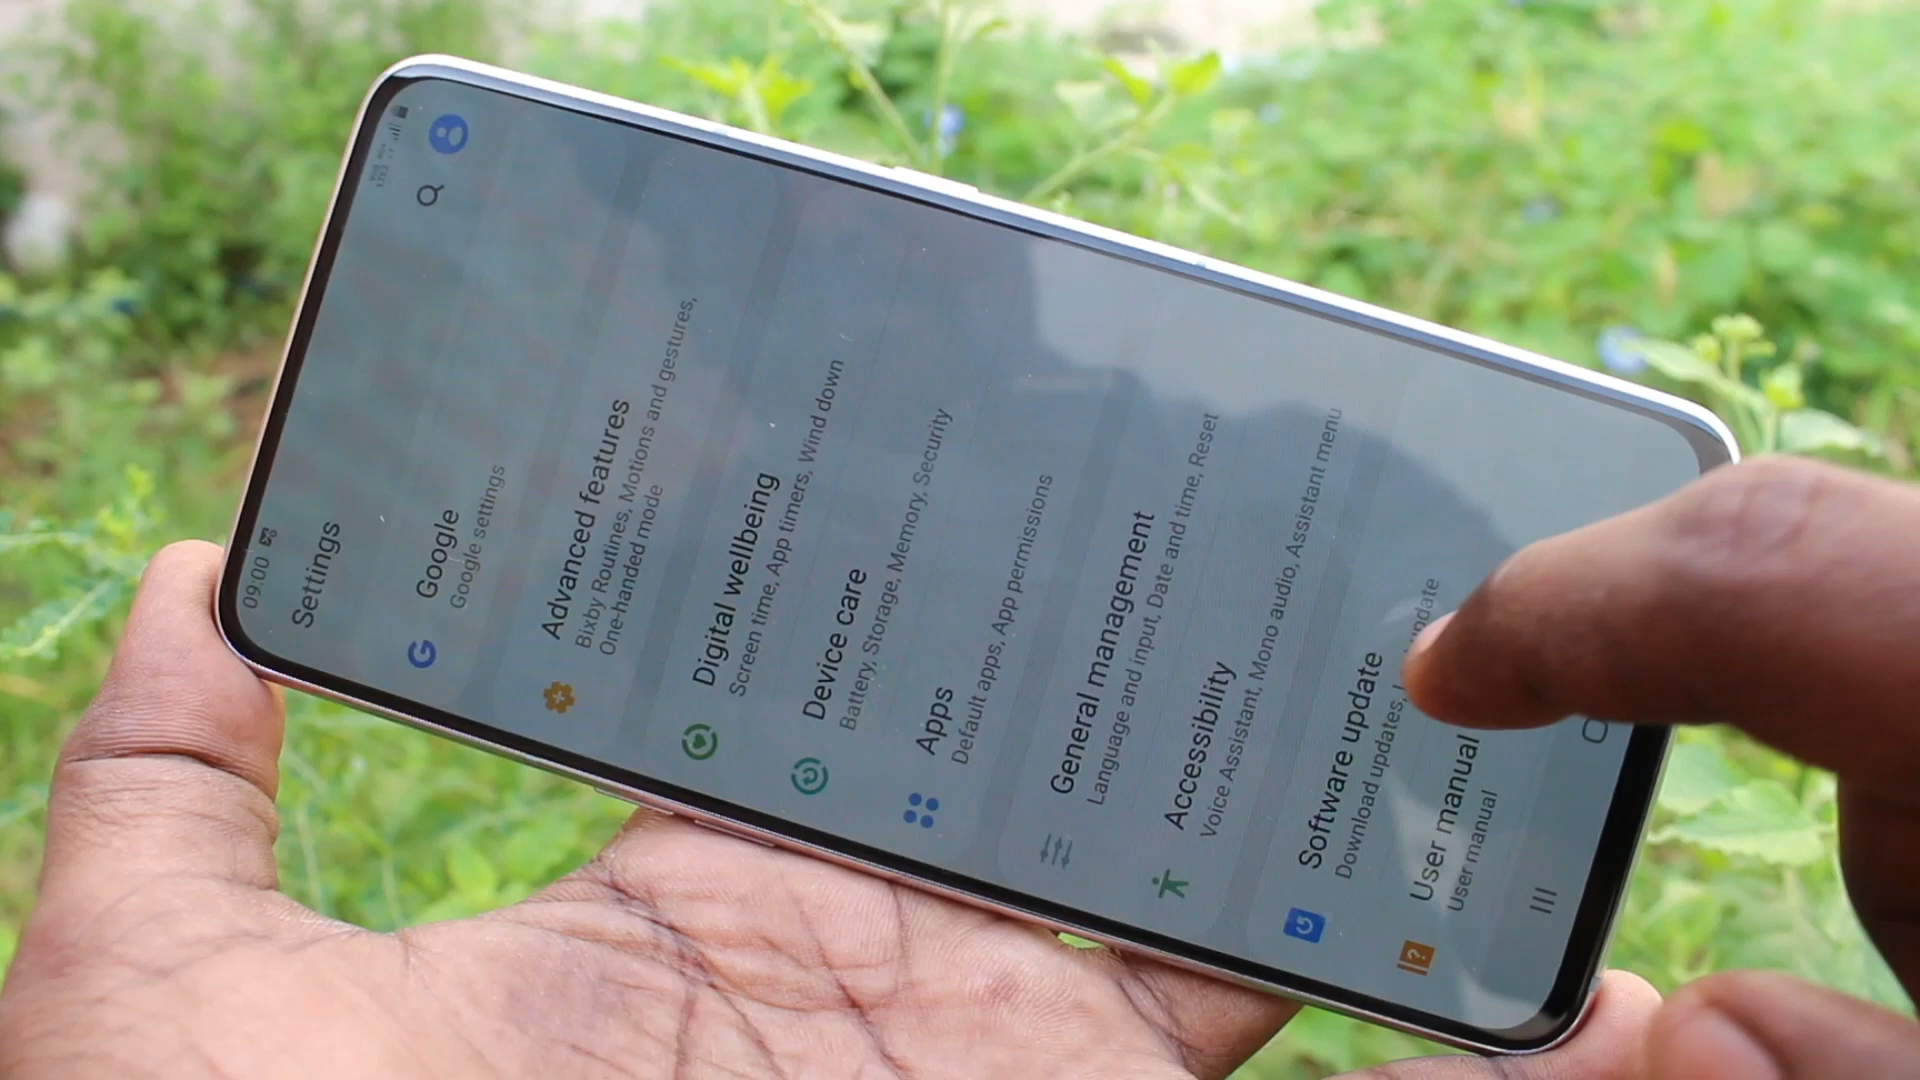 09:00
Settings
Google
Google settings
Advanced features
Bixby Routines, Motions and gestures,
One-handed mode
Digital wellbeing
Screen time, App timers, Wind down
Device care
Battery, Storage, Memory, Security
Apps
Default apps, App permissions
General management
Language and input, Date and time, Reset
Accessibility
Voice Assistant, Mono audio, Assistant menu
Software update
Download updates, update
User manual
User manual